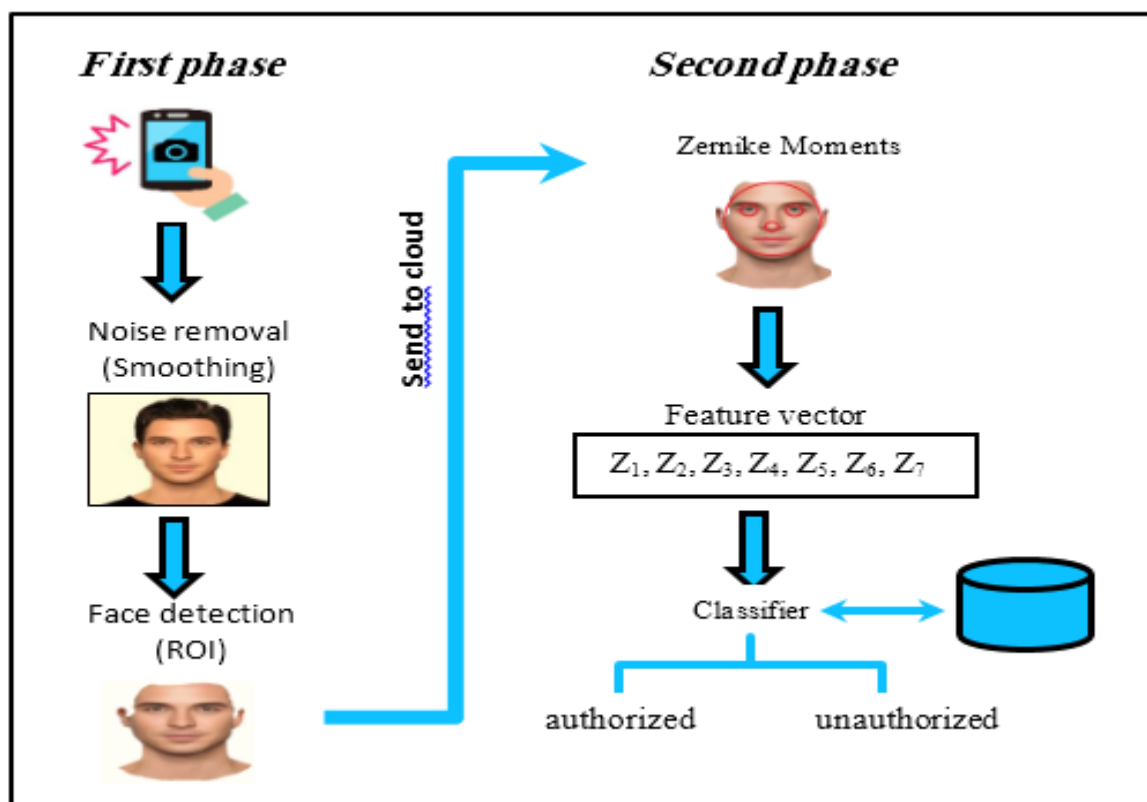 First phase
Noise removal
(Smoothing)
Face detection
(ROI)
Send to cloud
Second phase
Zernike Moments
Feature vector
Z₁, Z₂, Z₃, Z₄, Z₅, Z₆, Z₇
Classifier
authorized unauthorized